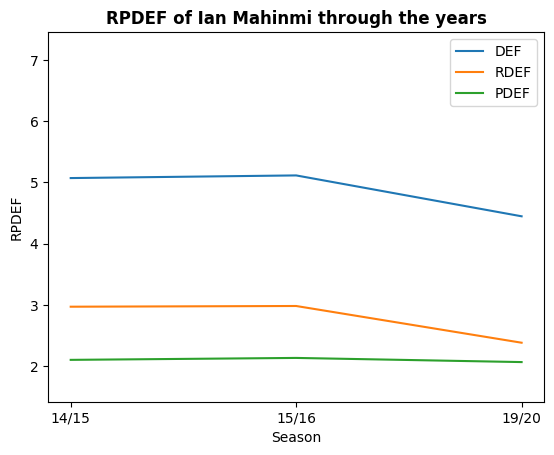 RPDEF of Ian Mahinmi through the years
DEF
RDEF
PDEF
7
6
5
4
3
2
RPDEF
14/15
15/16
19/20
Season